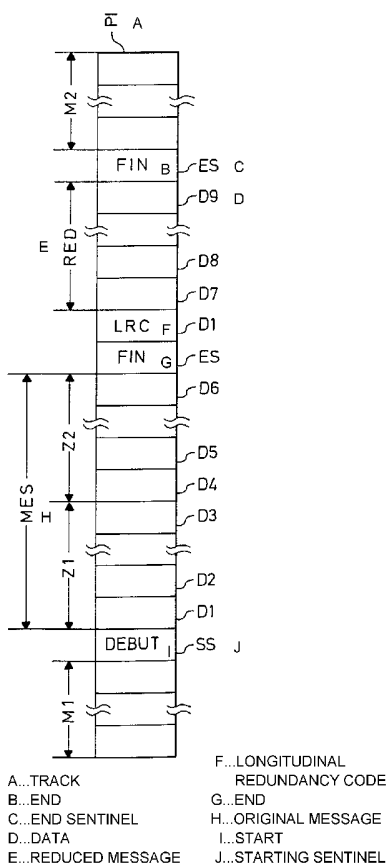 PI A
M2
FIN B ES C
D9 D
E RED
D8
D7
LRC F D1
FIN G ES
D6
Z2
D5
D4
MES H
D3
Z1
D2
D1
DEBUT I SS J
M1
A...TRACK
B...END
C...END SENTINEL
D...DATA
E...REDUCED MESSAGE
F...LONGITUDINAL
REDUNDANCY CODE
G...END
H...ORIGINAL MESSAGE
I...START
J...STARTING SENTINEL